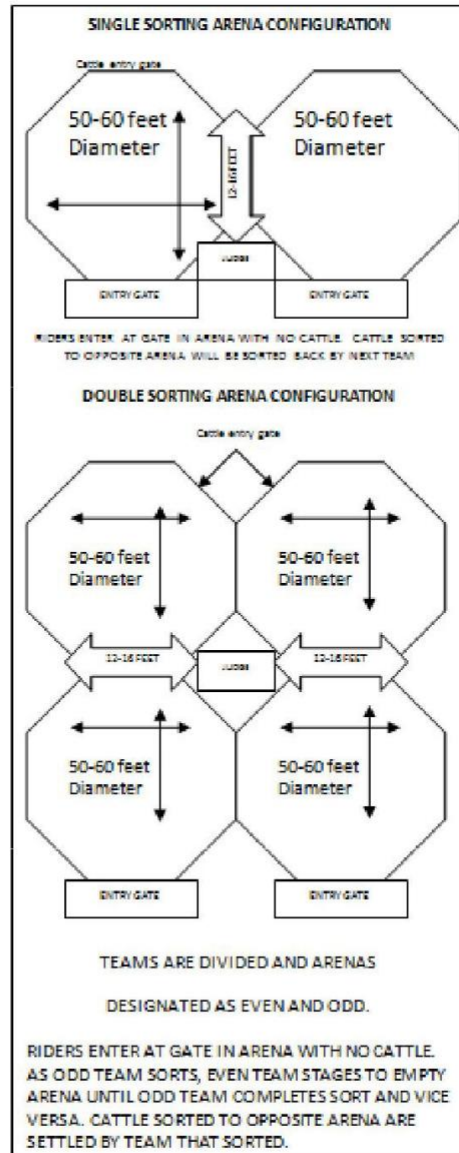 SINGLE SORTING ARENA CONFIGURATION
Cattle entry gate
50-60 feet
Diameter
50-60 feet
Diameter
12-16 FEET
JUDGE
ENTRY GATE
ENTRY GATE
RIDERS ENTER AT GATE IN ARENA WITH NO CATTLE. CATTLE SORTED
TO OPPOSITE ARENA WILL BE SORTED BACK BY NEXT TEAM
DOUBLE SORTING ARENA CONFIGURATION
Cattle entry gate
50-60 feet
Diameter
50-60 feet
Diameter
12-16 FEET
JUDGE
12-16 FEET
50-60 feet
Diameter
50-60 feet
Diameter
ENTRY GATE
ENTRY GATE
TEAMS ARE DIVIDED AND ARENAS
DESIGNATED AS EVEN AND ODD.
RIDERS ENTER AT GATE IN ARENA WITH NO CATTLE.
AS ODD TEAM SORTS, EVEN TEAM STAGES TO EMPTY
ARENA UNTIL ODD TEAM COMPLETES SORT AND VICE
VERSA. CATTLE SORTED TO OPPOSITE ARENA ARE
SETTLED BY TEAM THAT SORTED.